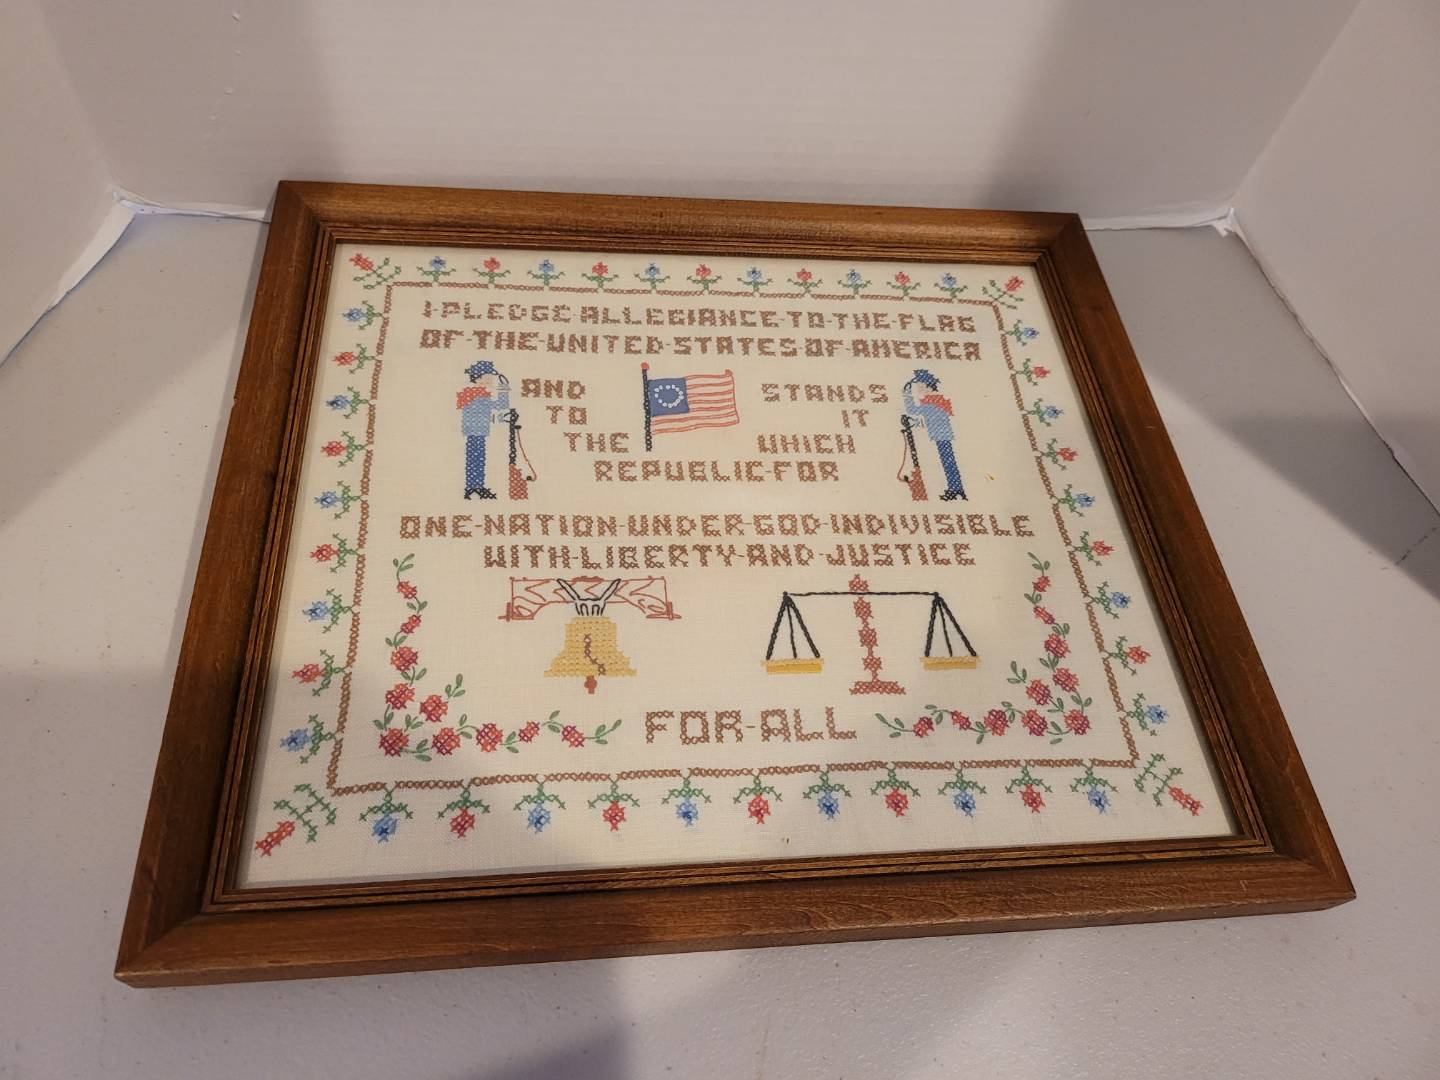 I·PLEDGE·ALLEGIANCE·TO·THE·FLAG
OF·THE·UNITED·STATES·OF·AMERICA
AND STANDS
TO IT
THE WHICH
REPUBLIC·FOR
ONE·NATION·UNDER·GOD·INDIVISIBLE
WITH·LIBERTY·AND·JUSTICE
FOR-ALL